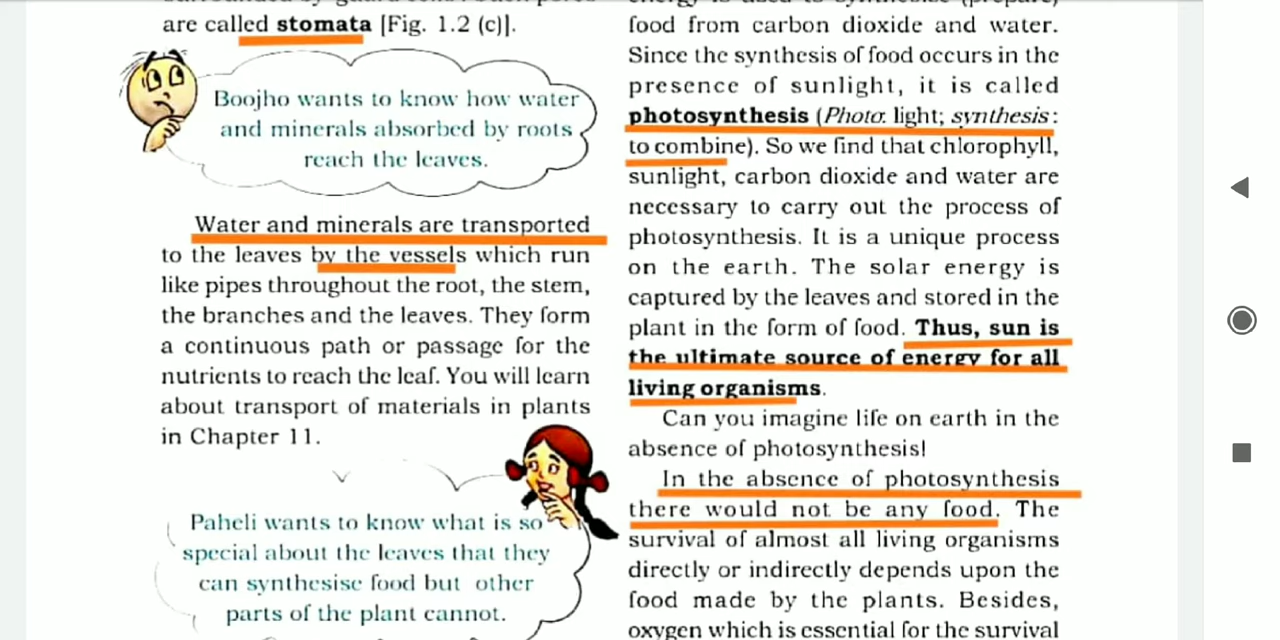 are called stomata [Fig. 1.2 (c)].
Boojho wants to know how water
and minerals absorbed by roots
reach the leaves.
Water and minerals are transported
to the leaves by the vessels which run
like pipes throughout the root, the stem,
the branches and the leaves. They form
a continuous path or passage for the
nutrients to reach the leaf. You will learn
about transport of materials in plants
in Chapter 11.
Paheli wants to know what is so
special about the leaves that they
can synthesise food but other
parts of the plant cannot.
food from carbon dioxide and water.
Since the synthesis of food occurs in the
presence of sunlight, it is called
photosynthesis (Photo: light; synthesis:
to combine). So we find that chlorophyll,
sunlight, carbon dioxide and water are
necessary to carry out the process of
photosynthesis. It is a unique process
on the earth. The solar energy is
captured by the leaves and stored in the
plant in the form of food. Thus, sun is
the ultimate source of energy for all
living organisms.
Can you imagine life on earth in the
absence of photosynthesis!
In the absence of photosynthesis
there would not be any food. The
survival of almost all living organisms
directly or indirectly depends upon the
food made by the plants. Besides,
oxygen which is essential for the survival